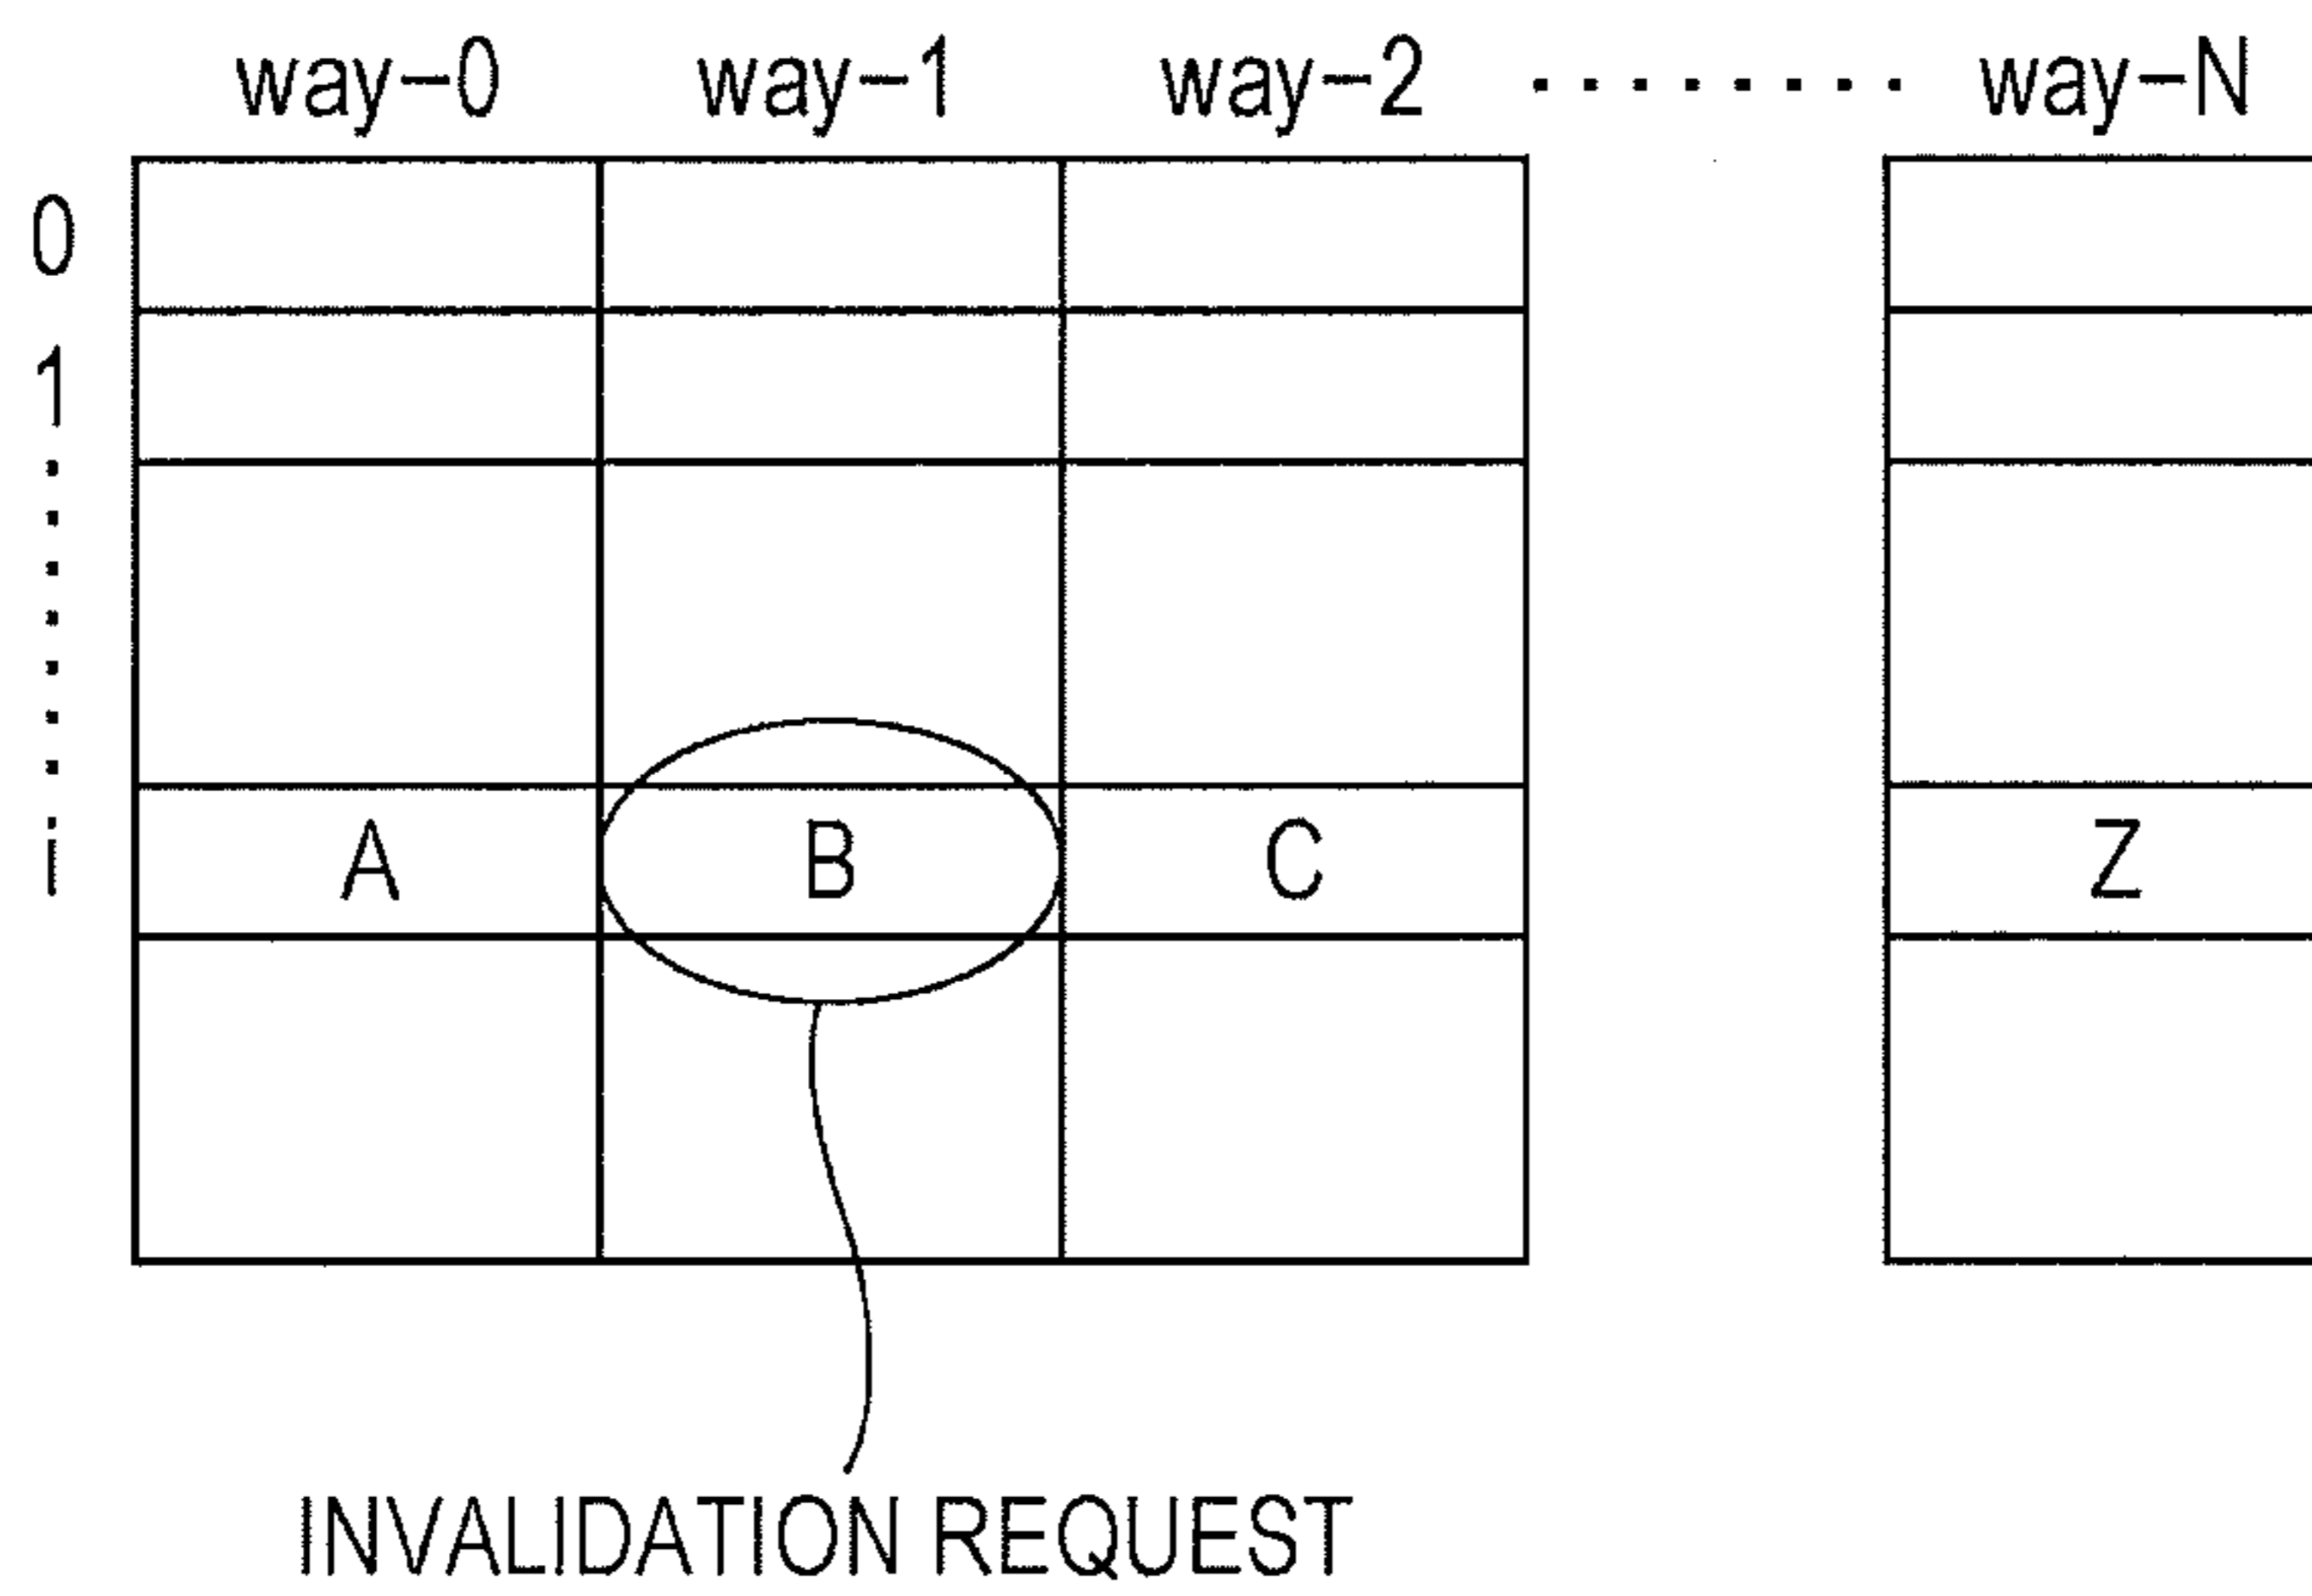 way-0 way-1 way-2 ........ way-N
0
1
i A B C Z
INVALIDATION REQUEST